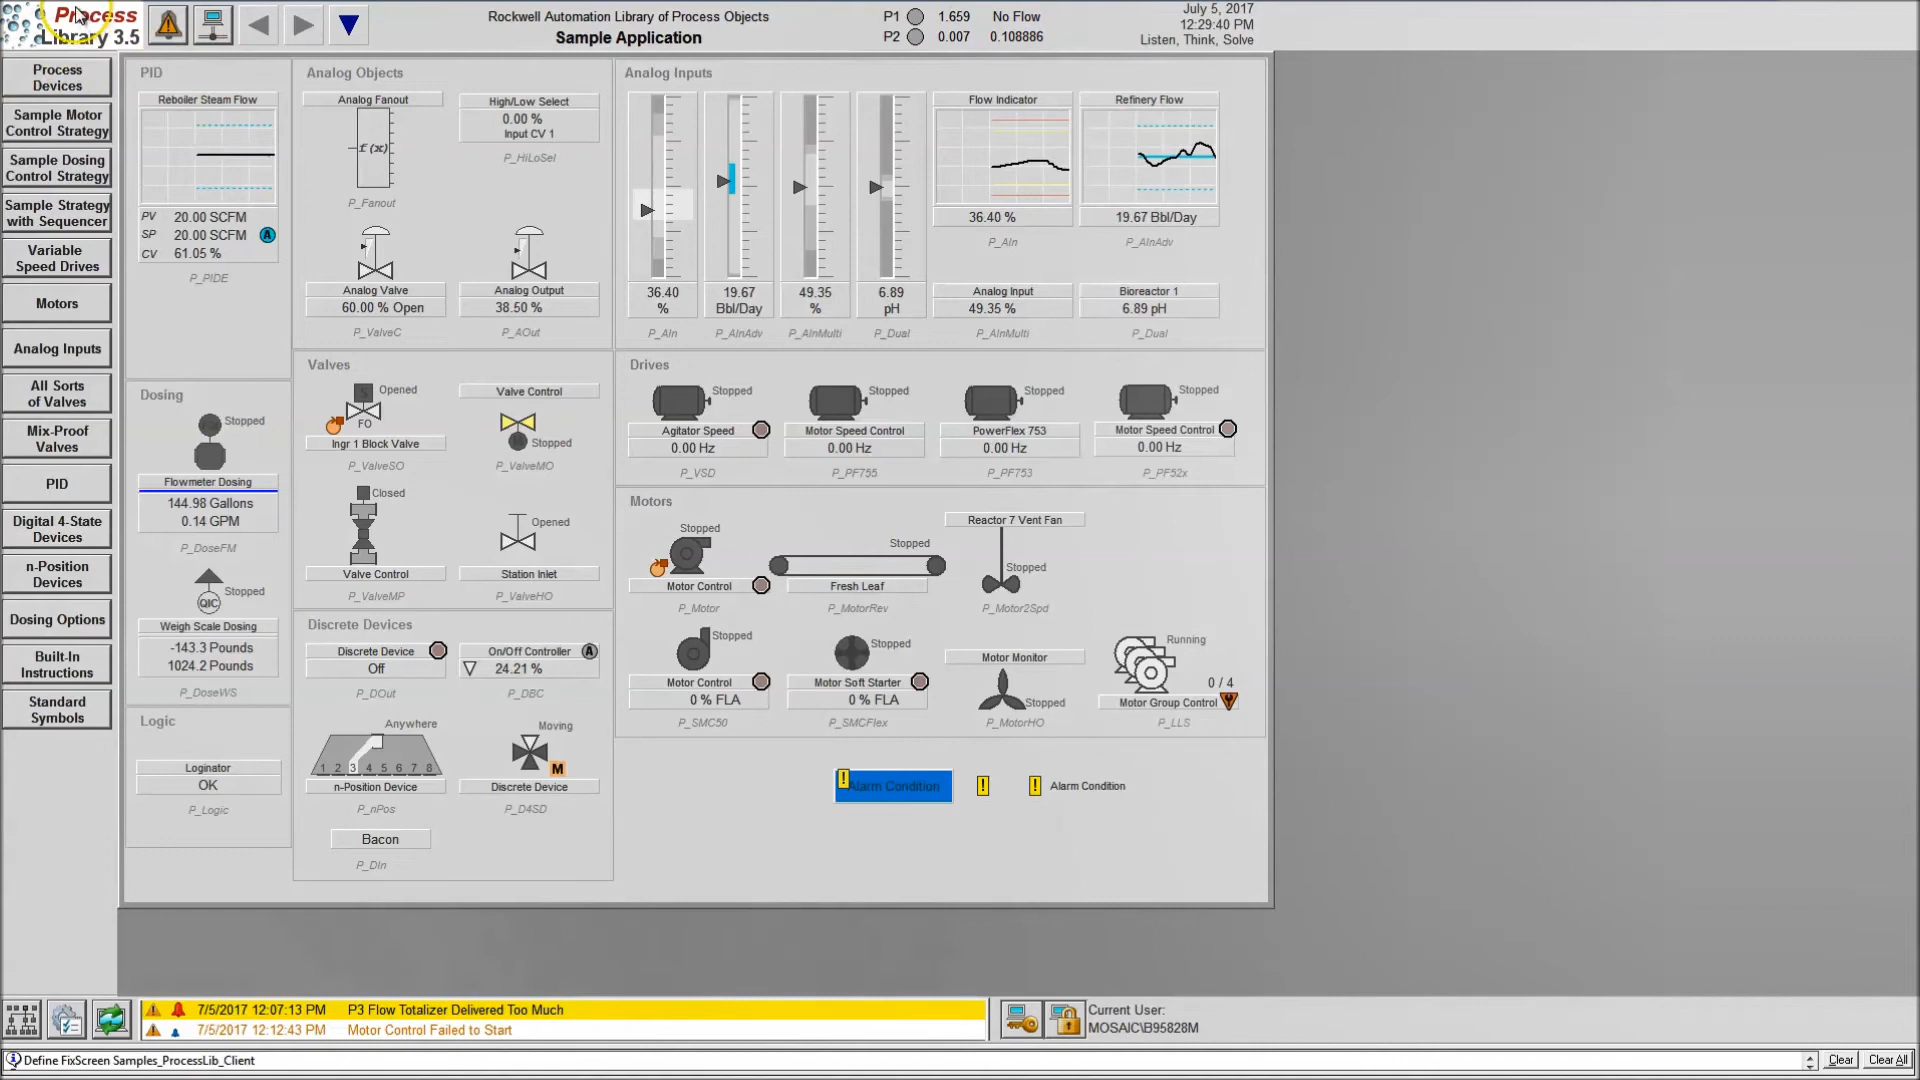 Process
Library 3.5
Rockwell Automation Library of Process Objects
Sample Application
P1 1.659 No Flow
P2 0.007 0.108886
July 5, 2017
12:29:40 PM
Listen, Think, Solve
Process
Devices
Sample Motor
Control Strategy
Sample Dosing
Control Strategy
Sample Strategy
with Sequencer
Variable
Speed Drives
Motors
Analog Inputs
All Sorts
of Valves
Mix-Proof
Valves
PID
Digital 4-State
Devices
n-Position
Devices
Dosing Options
Built-In
Instructions
Standard
Symbols
PID
Reboiler Steam Flow
PV 20.00 SCFM
SP 20.00 SCFM A
CV 61.05 %
P_PIDE
Dosing
Stopped
Flowmeter Dosing
144.98 Gallons
0.14 GPM
P_DoseFM
Stopped
QIC
Weigh Scale Dosing
-143.3 Pounds
1024.2 Pounds
P_DoseWS
Logic
Loginator
OK
P_Logic
Analog Objects
Analog Fanout
f(x)
P_Fanout
High/Low Select
0.00 %
Input CV 1
P_HiLoSel
Analog Valve
60.00 % Open
P_ValveC
Analog Output
38.50 %
P_AOut
Valves
S Opened
FO
Ingr 1 Block Valve
P_ValveSO
Valve Control
M Stopped
P_ValveMO
Closed
Valve Control
P_ValveMP
Opened
Station Inlet
P_ValveHO
Discrete Devices
Discrete Device
Off
P_DOut
On/Off Controller A
24.21 %
P_DBC
Anywhere
1 2 3 4 5 6 7 8
n-Position Device
P_nPos
Moving
M
Discrete Device
P_D4SD
Bacon
P_DIn
Analog Inputs
36.40
%
P_AIn
19.67
Bbl/Day
P_AInAdv
49.35
%
P_AInMulti
6.89
pH
P_Dual
Flow Indicator
36.40 %
P_AIn
Refinery Flow
19.67 Bbl/Day
P_AInAdv
Analog Input
49.35 %
P_AInMulti
Bioreactor 1
6.89 pH
P_Dual
Drives
Stopped
Agitator Speed
0.00 Hz
P_VSD
Stopped
Motor Speed Control
0.00 Hz
P_PF755
Stopped
PowerFlex 753
0.00 Hz
P_PF753
Stopped
Motor Speed Control
0.00 Hz
P_PF52x
Motors
Stopped
Motor Control
P_Motor
Stopped
Fresh Leaf
P_MotorRev
Reactor 7 Vent Fan
Stopped
P_Motor2Spd
Stopped
Motor Control
0 % FLA
P_SMC50
Stopped
Motor Soft Starter
0 % FLA
P_SMCFlex
Motor Monitor
Stopped
P_MotorHO
Running
0 / 4
Motor Group Control
P_LLS
! Alarm Condition ! ! Alarm Condition
7/5/2017 12:07:13 PM P3 Flow Totalizer Delivered Too Much
7/5/2017 12:12:43 PM Motor Control Failed to Start
Current User:
MOSAIC\B95828M
Define FixScreen Samples_ProcessLib_Client
Clear Clear All